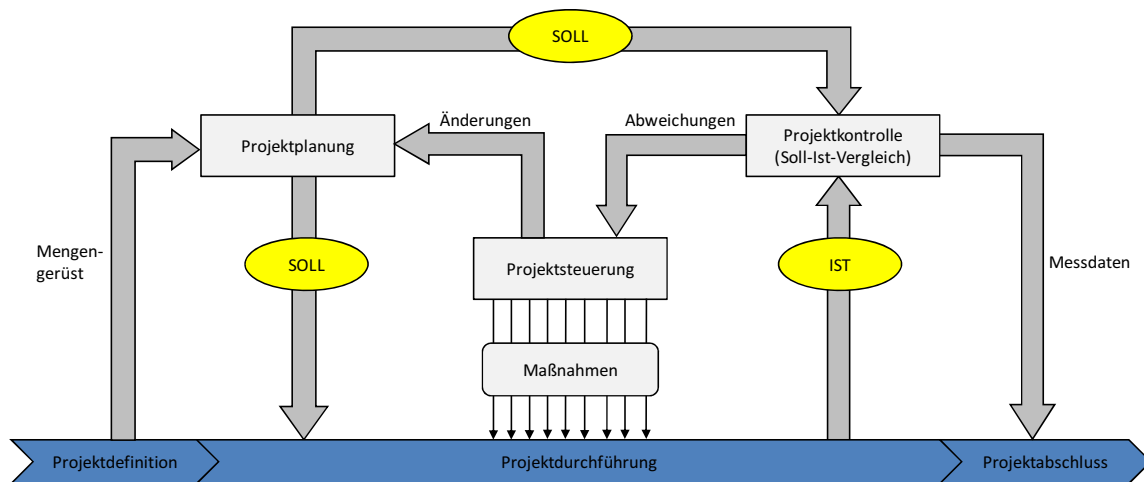 SOLL
Änderungen
Abweichungen
Projektplanung
Projektkontrolle
(Soll-Ist-Vergleich)
Mengen-
gerüst
SOLL
Projektsteuerung
IST
Messdaten
Maßnahmen
Projektdefinition
Projektdurchführung
Projektabschluss